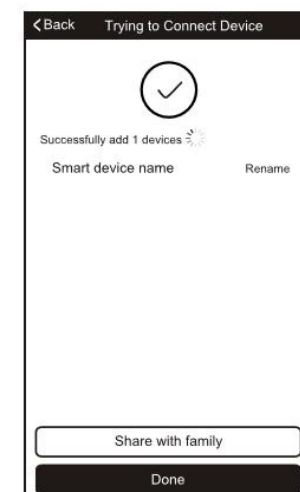 Back Trying to Connect Device
Successfully add 1 devices
Smart device name Rename
Share with family
Done